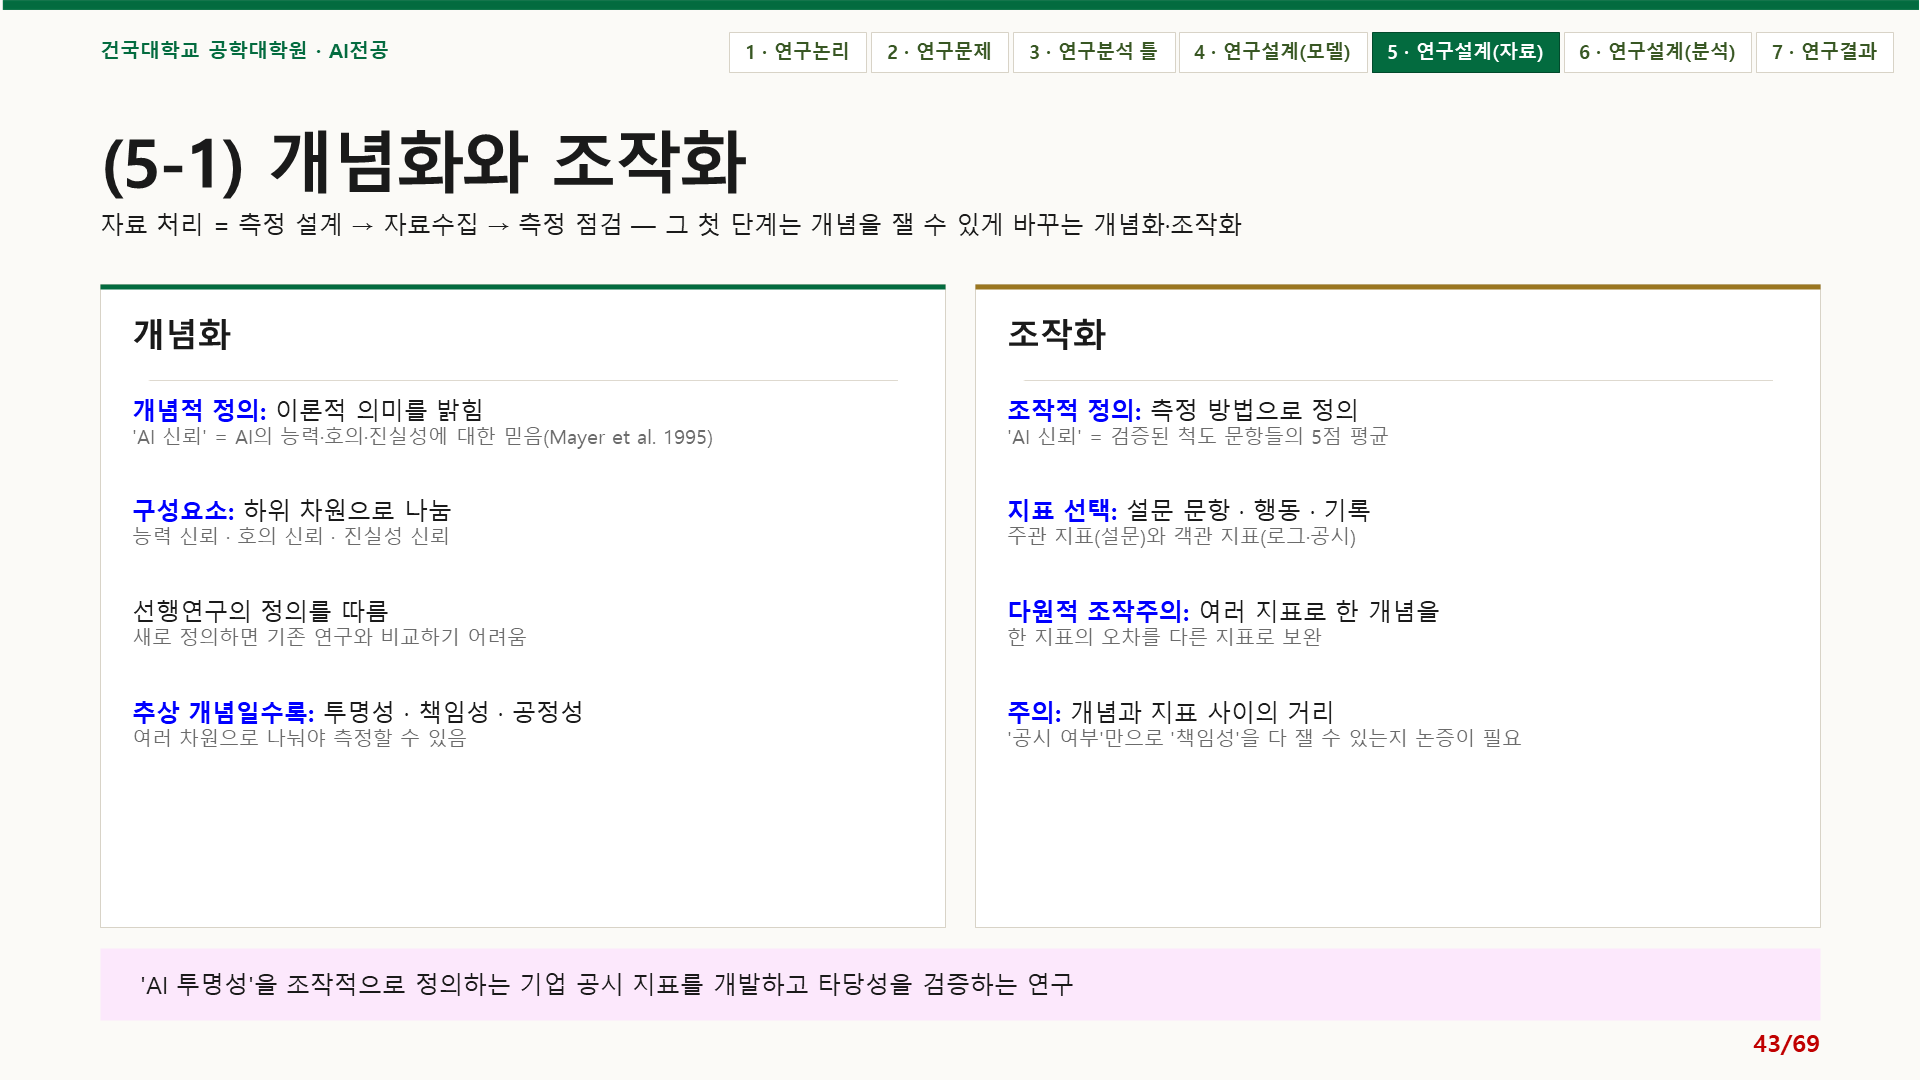 건국대학교 공학대학원 · AI전공
1 · 연구논리
2 · 연구문제
3 · 연구분석 틀
4 · 연구설계(모델)
5 · 연구설계(자료)
6 · 연구설계(분석)
7 · 연구결과
(5-1) 개념화와 조작화
자료 처리 = 측정 설계 → 자료수집 → 측정 점검 — 그 첫 단계는 개념을 잴 수 있게 바꾸는 개념화·조작화
개념화
개념적 정의: 이론적 의미를 밝힘
'AI 신뢰' = AI의 능력·호의·진실성에 대한 믿음(Mayer et al. 1995)
구성요소: 하위 차원으로 나눔
능력 신뢰 · 호의 신뢰 · 진실성 신뢰
선행연구의 정의를 따름
새로 정의하면 기존 연구와 비교하기 어려움
추상 개념일수록: 투명성 · 책임성 · 공정성
여러 차원으로 나눠야 측정할 수 있음
조작화
조작적 정의: 측정 방법으로 정의
'AI 신뢰' = 검증된 척도 문항들의 5점 평균
지표 선택: 설문 문항 · 행동 · 기록
주관 지표(설문)와 객관 지표(로그·공시)
다원적 조작주의: 여러 지표로 한 개념을
한 지표의 오차를 다른 지표로 보완
주의: 개념과 지표 사이의 거리
'공시 여부'만으로 '책임성'을 다 잴 수 있는지 논증이 필요
'AI 투명성'을 조작적으로 정의하는 기업 공시 지표를 개발하고 타당성을 검증하는 연구
43/69